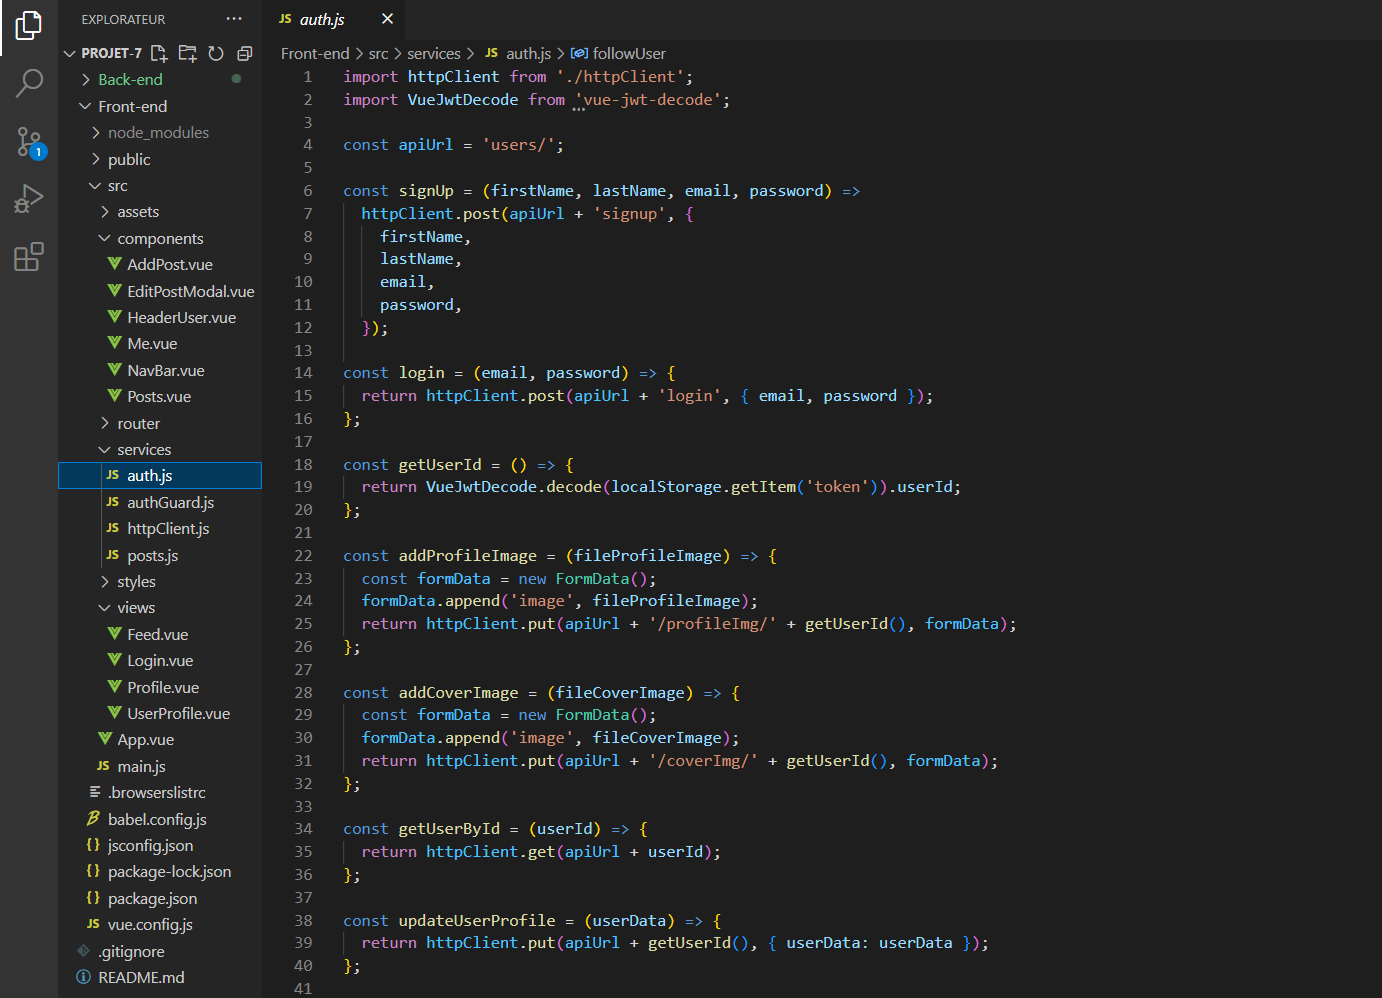 EXPLORATEUR
PROJET-7
Back-end
Front-end
node_modules
public
src
assets
components
AddPost.vue
EditPostModal.vue
HeaderUser.vue
Me.vue
NavBar.vue
Posts.vue
router
services
JS auth.js
JS authGuard.js
JS httpClient.js
JS posts.js
styles
views
Feed.vue
Login.vue
Profile.vue
UserProfile.vue
App.vue
JS main.js
.browserslistrc
babel.config.js
{} jsconfig.json
{} package-lock.json
{} package.json
JS vue.config.js
.gitignore
README.md
1
JS auth.js
Front-end > src > services > JS auth.js > followUser
1 import httpClient from './httpClient';
2 import VueJwtDecode from 'vue-jwt-decode';
3
4 const apiUrl = 'users/';
5
6 const signUp = (firstName, lastName, email, password) =>
7 httpClient.post(apiUrl + 'signup', {
8 firstName,
9 lastName,
10 email,
11 password,
12 });
13
14 const login = (email, password) => {
15 return httpClient.post(apiUrl + 'login', { email, password });
16 };
17
18 const getUserId = () => {
19 return VueJwtDecode.decode(localStorage.getItem('token')).userId;
20 };
21
22 const addProfileImage = (fileProfileImage) => {
23 const formData = new FormData();
24 formData.append('image', fileProfileImage);
25 return httpClient.put(apiUrl + '/profileImg/' + getUserId(), formData);
26 };
27
28 const addCoverImage = (fileCoverImage) => {
29 const formData = new FormData();
30 formData.append('image', fileCoverImage);
31 return httpClient.put(apiUrl + '/coverImg/' + getUserId(), formData);
32 };
33
34 const getUserById = (userId) => {
35 return httpClient.get(apiUrl + userId);
36 };
37
38 const updateUserProfile = (userData) => {
39 return httpClient.put(apiUrl + getUserId(), { userData: userData });
40 };
41